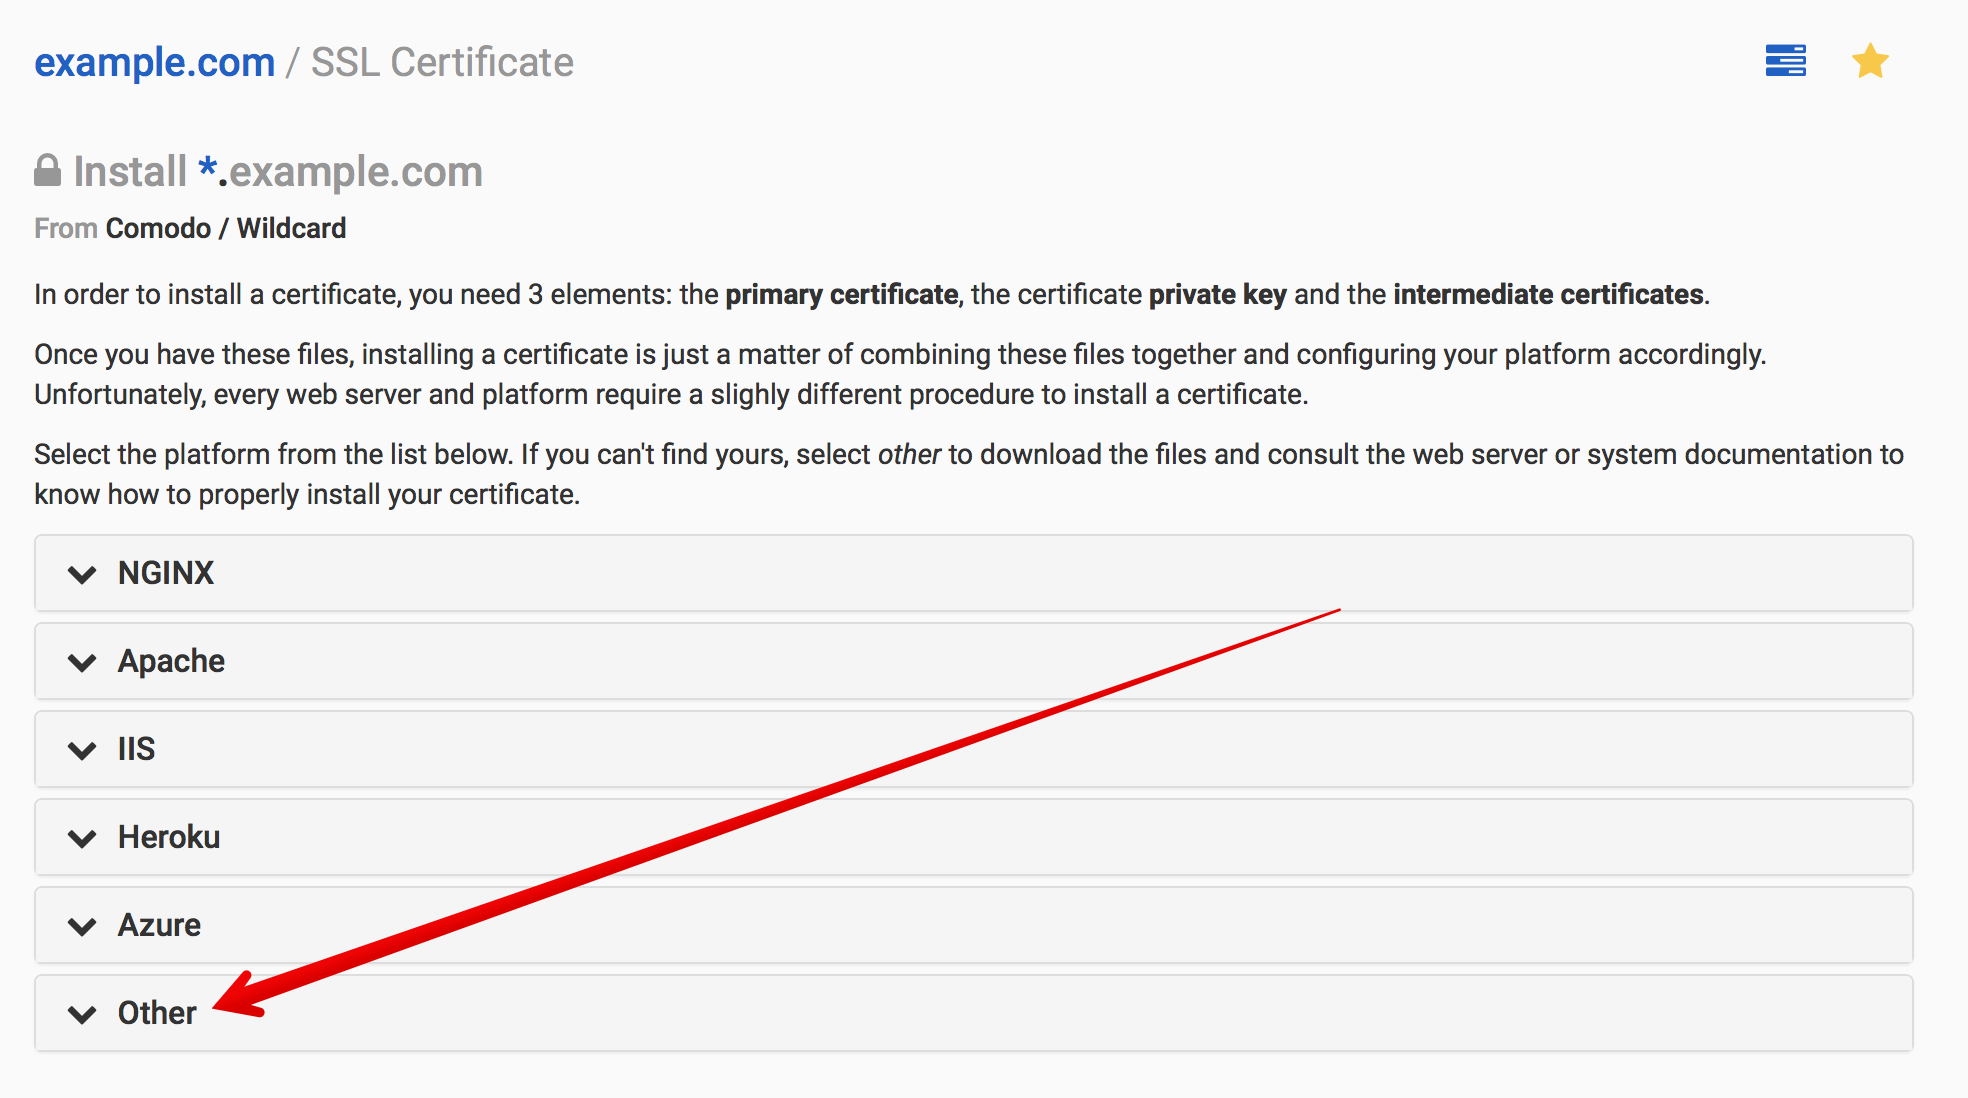 example.com / SSL Certificate
Install *.example.com
From Comodo / Wildcard
In order to install a certificate, you need 3 elements: the primary certificate, the certificate private key and the intermediate certificates.
Once you have these files, installing a certificate is just a matter of combining these files together and configuring your platform accordingly.
Unfortunately, every web server and platform require a slighly different procedure to install a certificate.
Select the platform from the list below. If you can't find yours, select other to download the files and consult the web server or system documentation to
know how to properly install your certificate.
NGINX
Apache
IIS
Heroku
Azure
Other